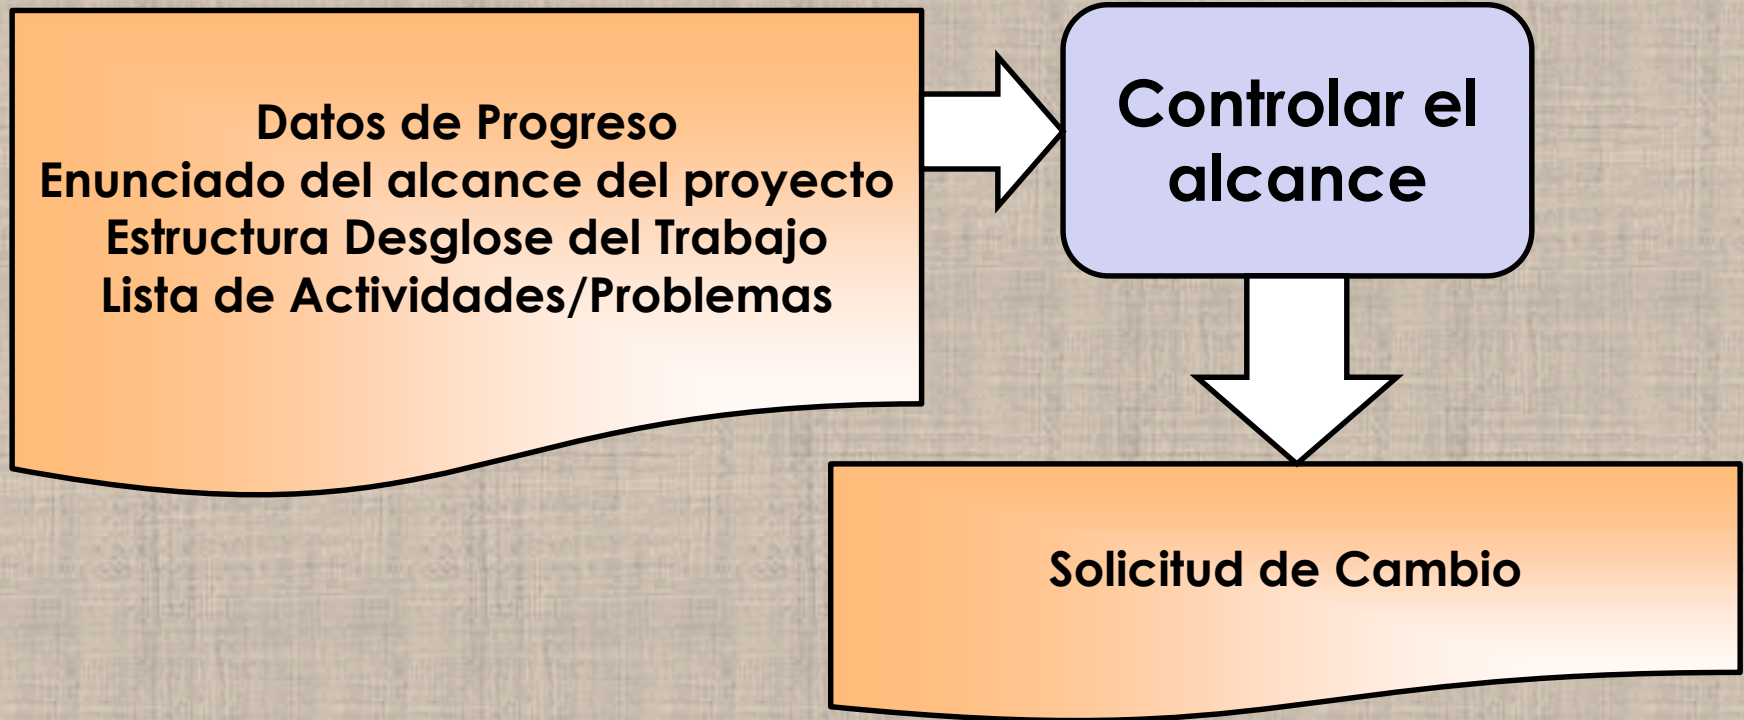 Datos de Progreso
Enunciado del alcance del proyecto
Estructura Desglose del Trabajo
Lista de Actividades/Problemas
Controlar el
alcance
Solicitud de Cambio